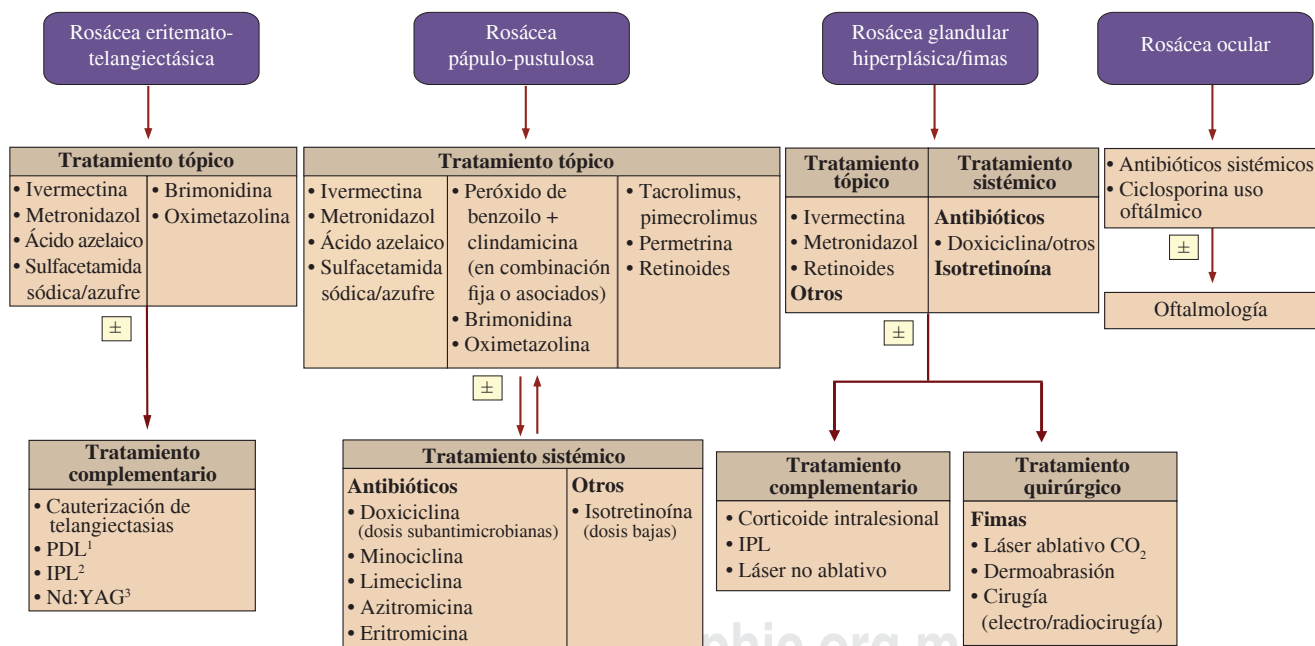 Rosácea eritemato-
telangiectásica
Rosácea
pápulo-pustulosa
Rosácea glandular
hiperplásica/fimas
Rosácea ocular
Tratamiento tópico
• Ivermectina
• Metronidazol
• Ácido azelaico
• Sulfacetamida
sódica/azufre
• Brimonidina
• Oximetazolina
±
Tratamiento
complementario
• Cauterización de
telangiectasias
• PDL¹
• IPL²
• Nd:YAG³
Tratamiento tópico
• Ivermectina
• Metronidazol
• Ácido azelaico
• Sulfacetamida
sódica/azufre
• Peróxido de
benzoilo +
clindamicina
(en combinación
fija o asociados)
• Brimonidina
• Oximetazolina
• Tacrolimus,
pimecrolimus
• Permetrina
• Retinoides
±
Tratamiento sistémico
Antibióticos
• Doxiciclina
(dosis subantimicrobianas)
• Minociclina
• Limeciclina
• Azitromicina
• Eritromicina
Otros
• Isotretinoína
(dosis bajas)
Tratamiento
tópico
• Ivermectina
• Metronidazol
• Retinoides
Otros
Tratamiento
sistémico
Antibióticos
• Doxiciclina/otros
Isotretinoína
±
Tratamiento
complementario
• Corticoide intralesional
• IPL
• Láser no ablativo
Tratamiento
quirúrgico
Fimas
• Láser ablativo CO₂
• Dermoabrasión
• Cirugía
(electro/radiocirugía)
• Antibióticos sistémicos
• Ciclosporina uso
oftálmico
±
Oftalmología